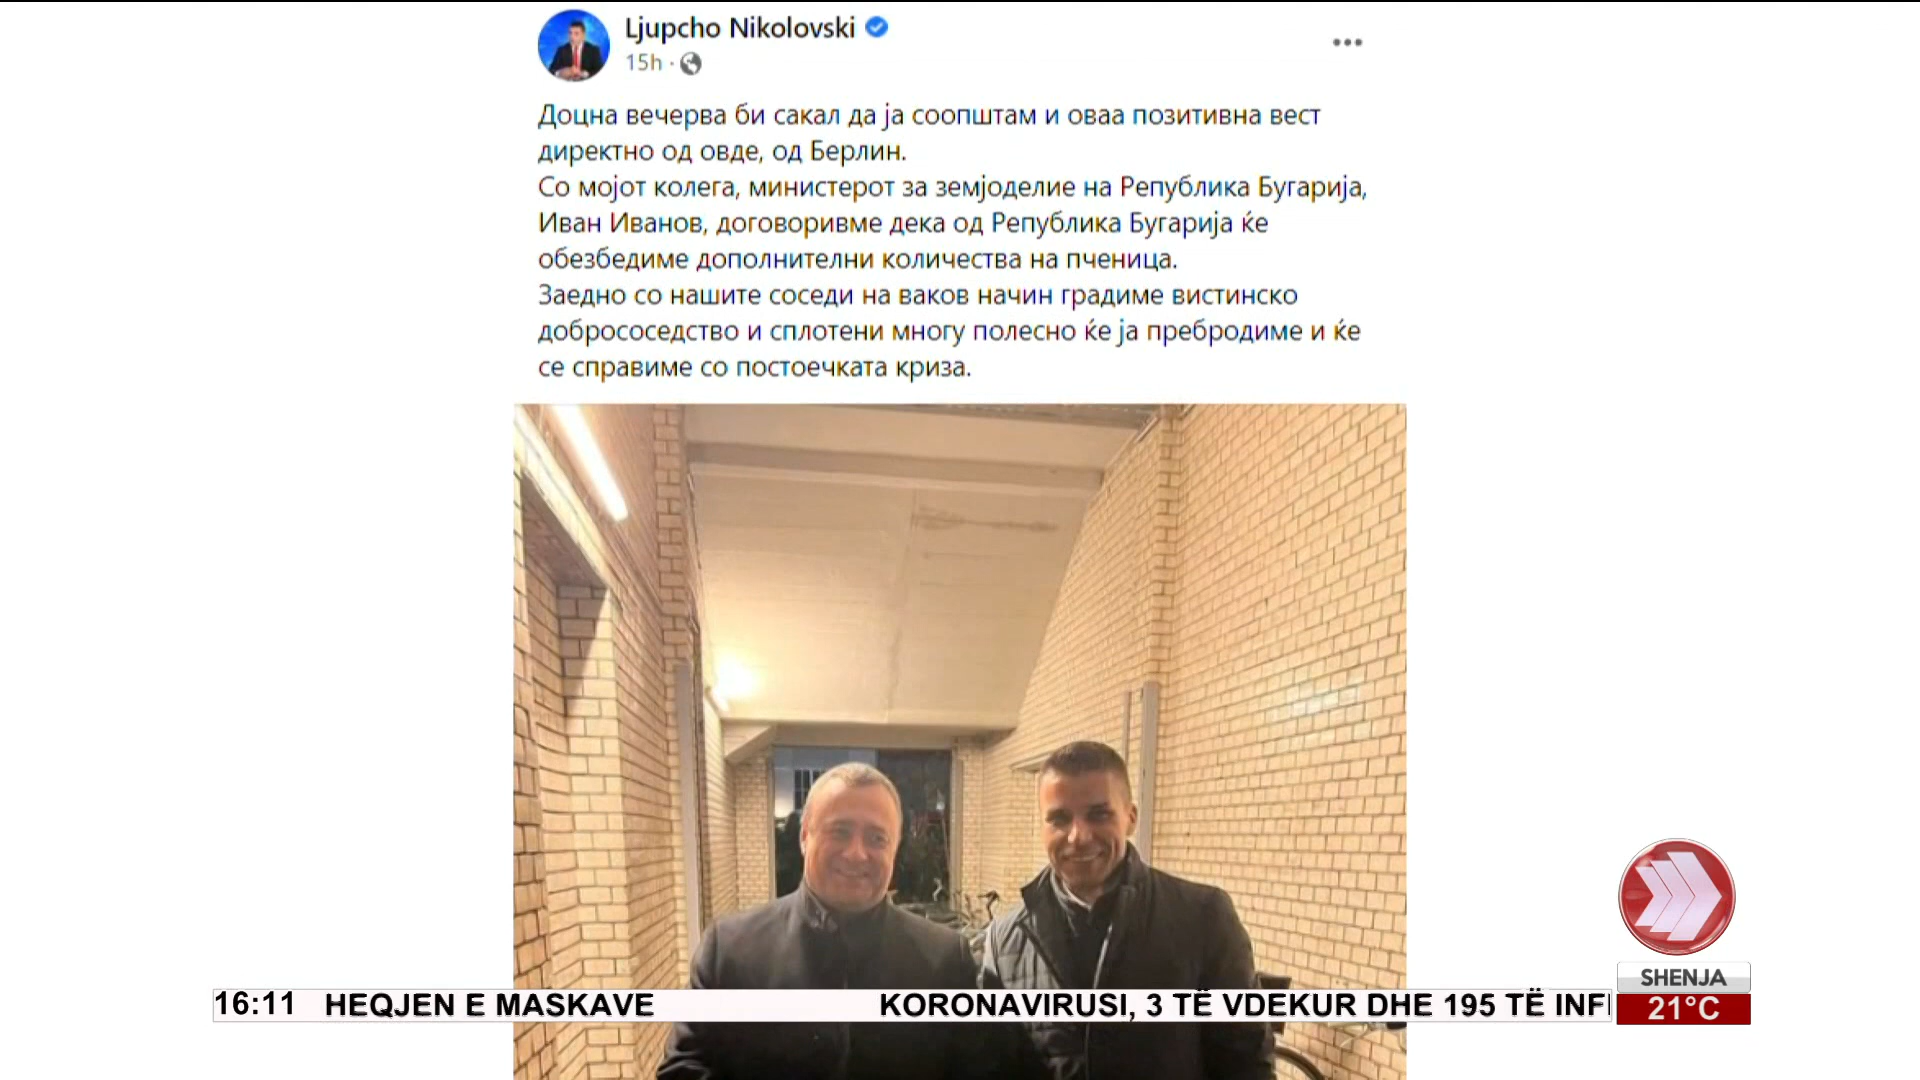 Ljupcho Nikolovski
15h ·
Доцна вечерва би сакал да ја соопштам и оваа позитивна вест
директно од овде, од Берлин.
Со мојот колега, министерот за земјоделие на Република Бугарија,
Иван Иванов, договоривме дека од Република Бугарија ќе
обезбедиме дополнителни количества на пченица.
Заедно со нашите соседи на ваков начин градиме вистинско
добрососедство и сплотени многу полесно ќе ја пребродиме и ќе
се справиме со постоечката криза.
SHENJA
16:11 HEQJEN E MASKAVE KORONAVIRUSI, 3 TË VDEKUR DHE 195 TË INF
21°C